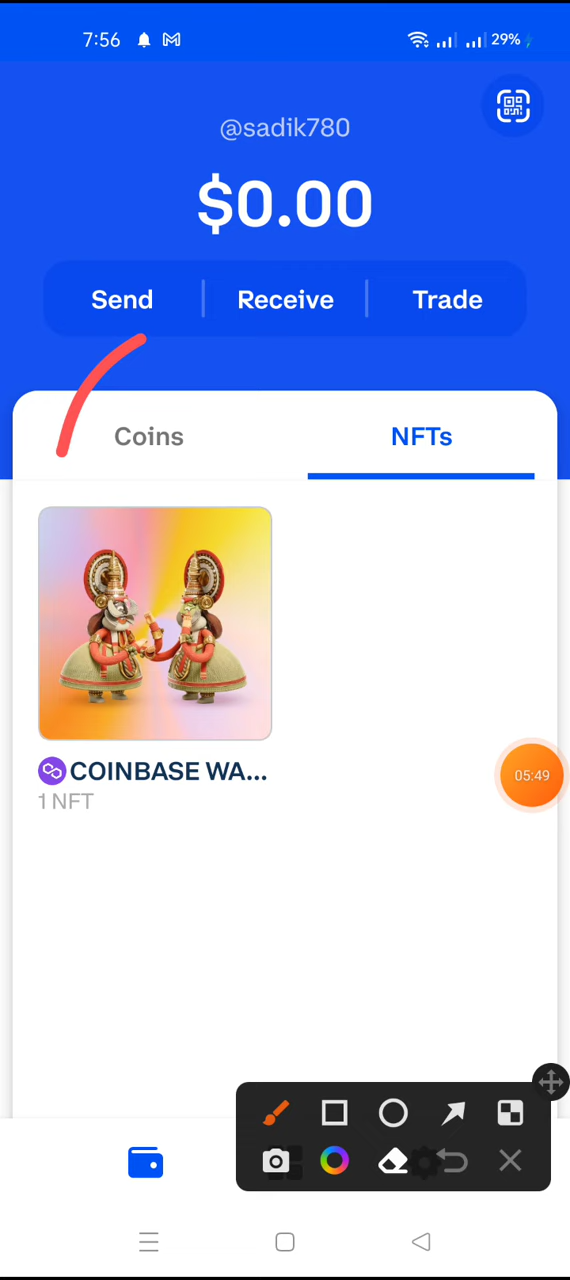 7:56 29%
@sadik780
$0.00
Send Receive Trade
Coins NFTs
COINBASE WA...
1 NFT
05:49